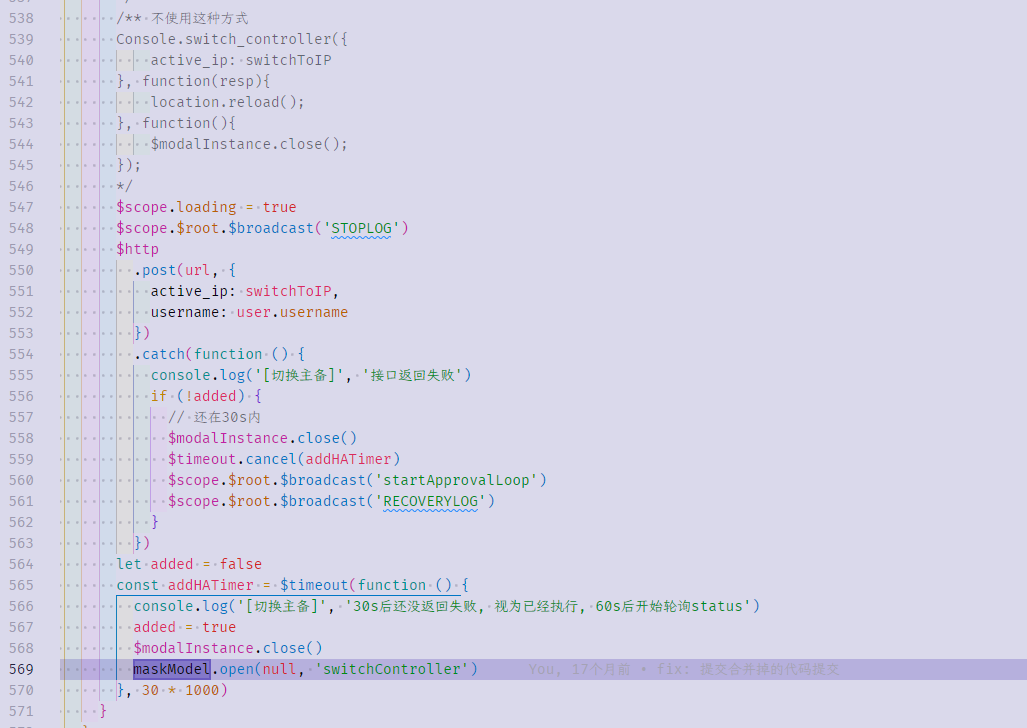 538 /** 不使用这种方式
539 Console.switch_controller({
540 active_ip: switchToIP
541 }, function(resp){
542 location.reload();
543 }, function(){
544 $modalInstance.close();
545 });
546 */
547 $scope.loading = true
548 $scope.$root.$broadcast('STOPLOG')
549 $http
550 .post(url, {
551 active_ip: switchToIP,
552 username: user.username
553 })
554 .catch(function () {
555 console.log('[切换主备]', '接口返回失败')
556 if (!added) {
557 // 还在30s内
558 $modalInstance.close()
559 $timeout.cancel(addHATimer)
560 $scope.$root.$broadcast('startApprovalLoop')
561 $scope.$root.$broadcast('RECOVERYLOG')
562 }
563 })
564 let added = false
565 const addHATimer = $timeout(function () {
566 console.log('[切换主备]', '30s后还没返回失败, 视为已经执行, 60s后开始轮询status')
567 added = true
568 $modalInstance.close()
569 maskModel.open(null, 'switchController') You, 17个月前 • fix: 提交合并掉的代码提交
570 }, 30 * 1000)
571 }